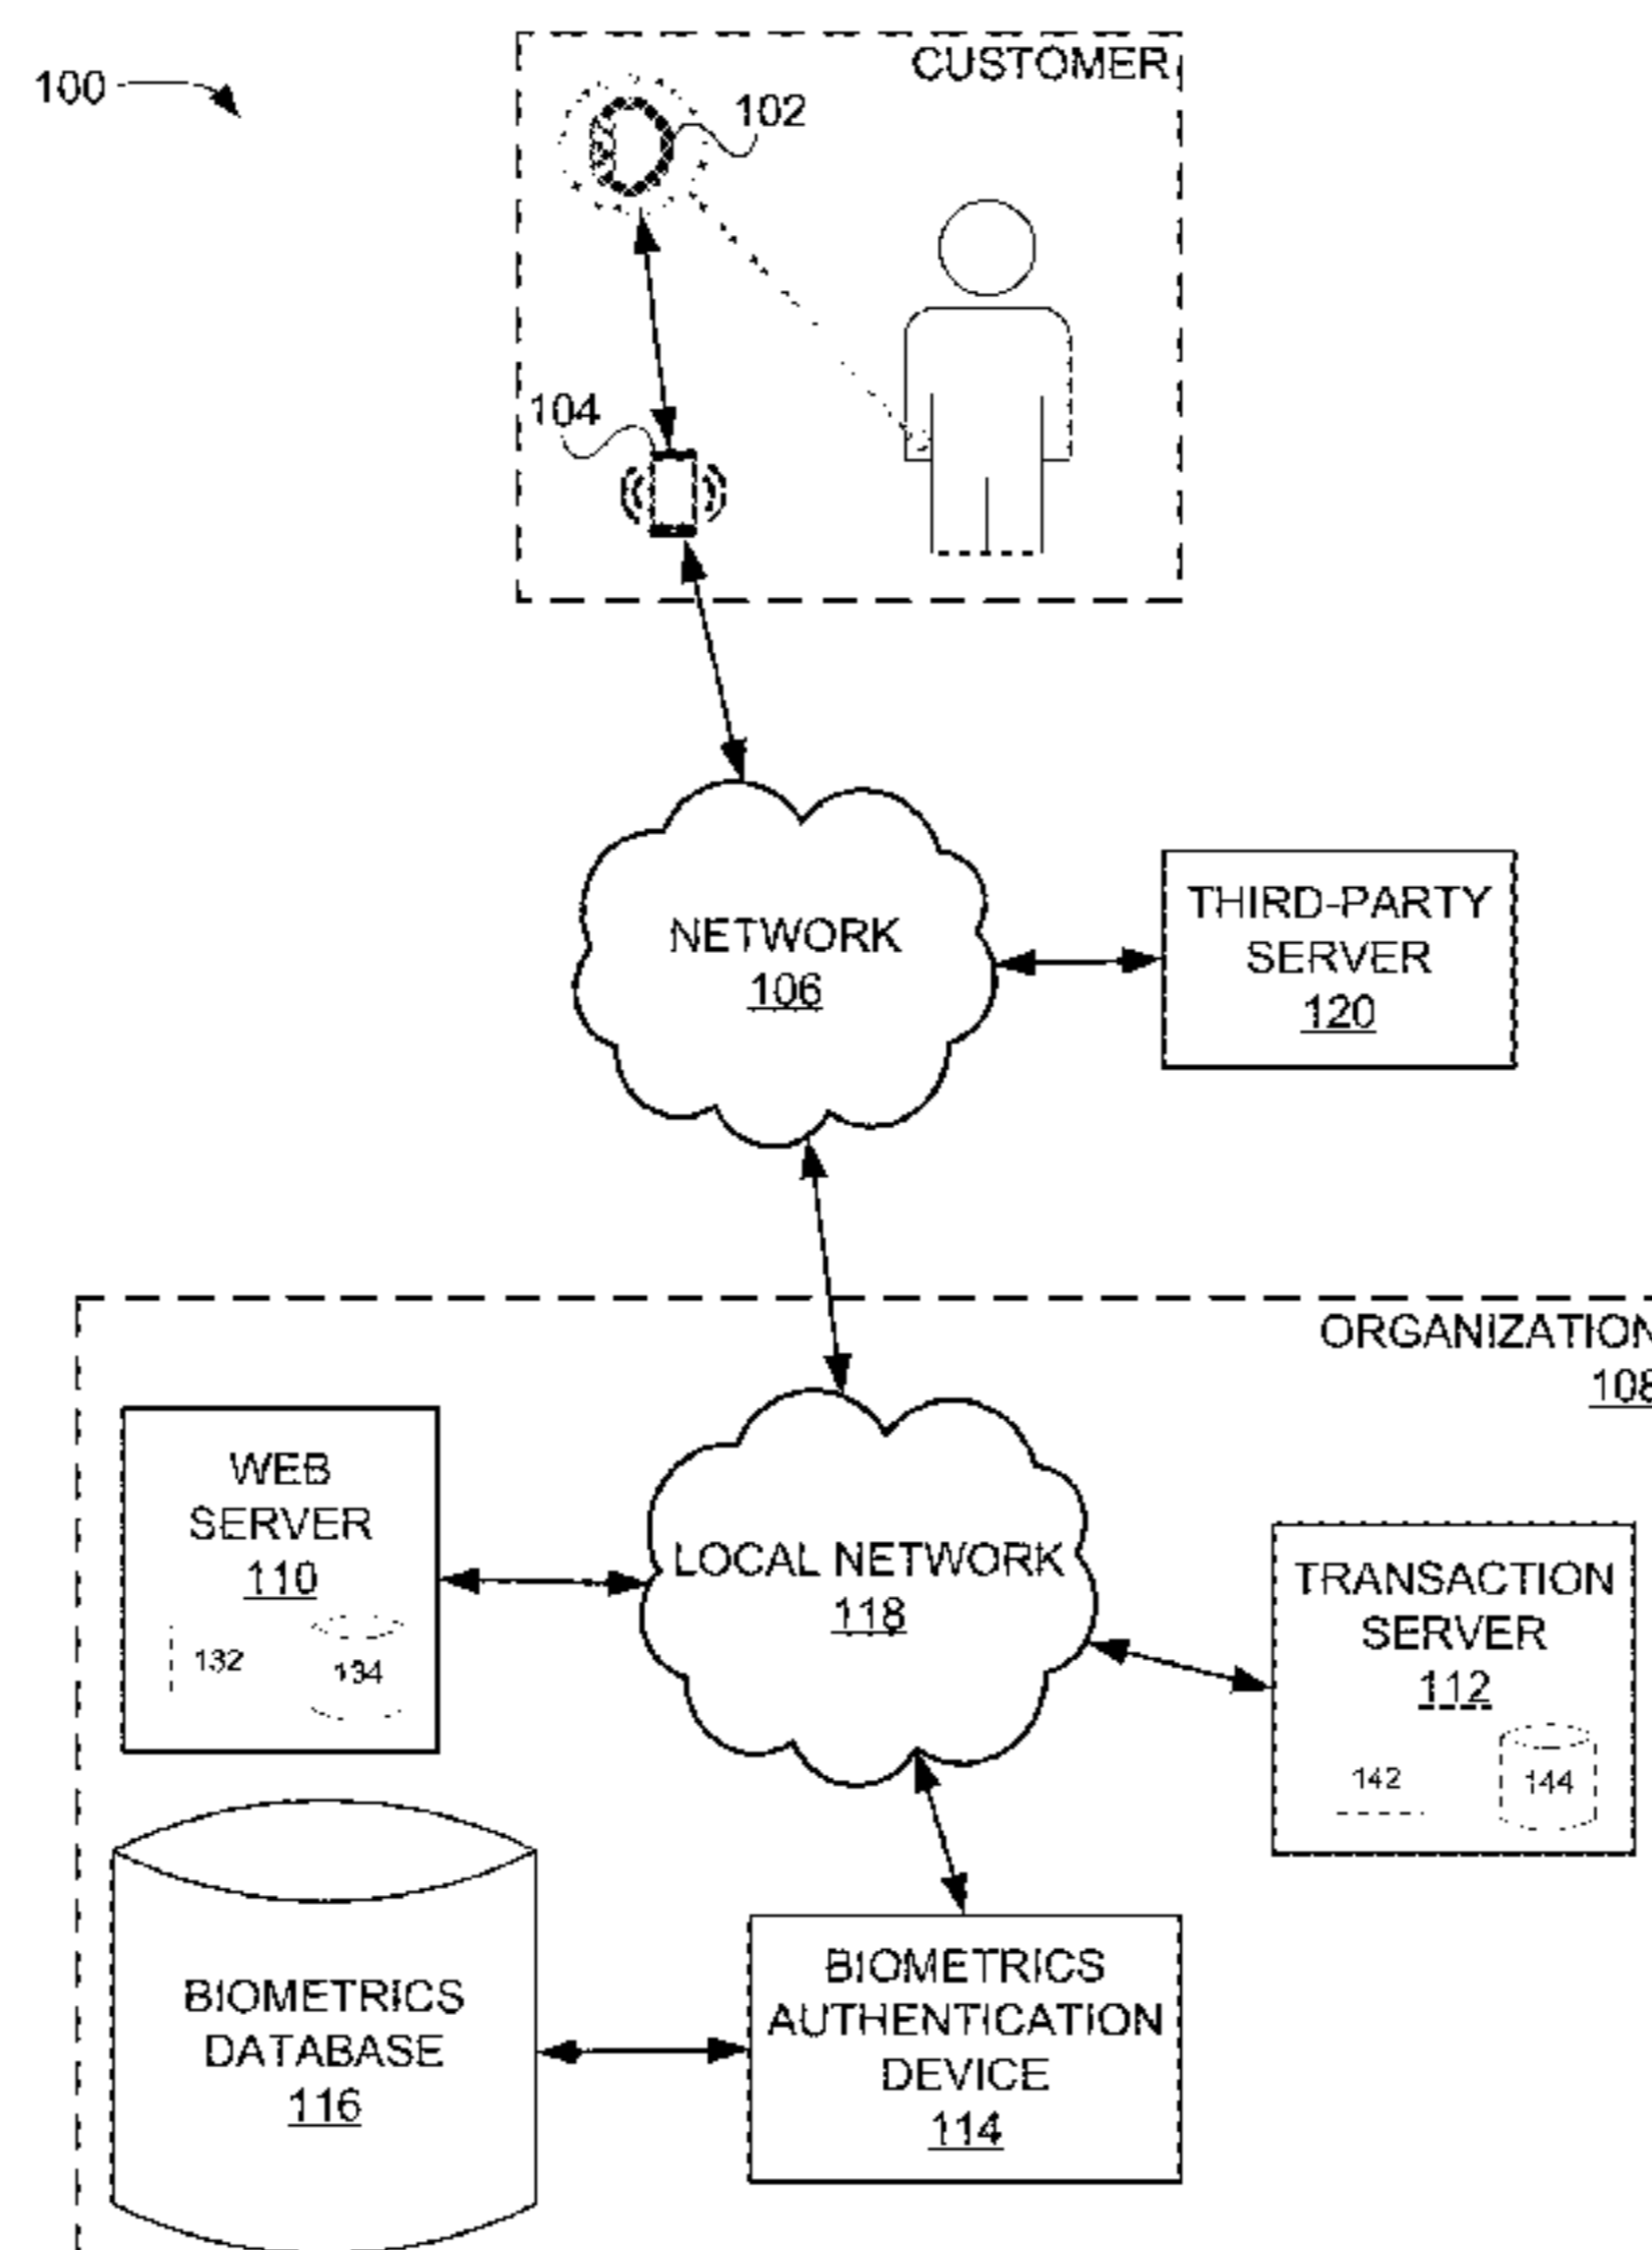 100
CUSTOMER
102
104
NETWORK
106
THIRD-PARTY
SERVER
120
ORGANIZATION
108
WEB
SERVER
110
132
134
LOCAL NETWORK
118
TRANSACTION
SERVER
112
142
144
BIOMETRICS
DATABASE
116
BIOMETRICS
AUTHENTICATION
DEVICE
114